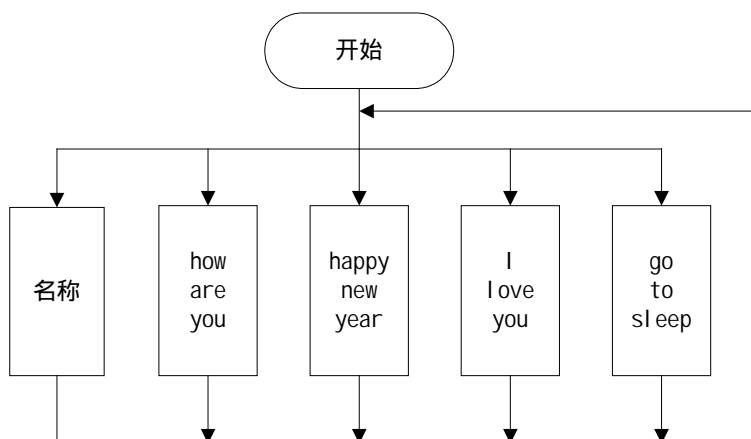 开始
名称
how
are
you
happy
new
year
I
love
you
go
to
sleep